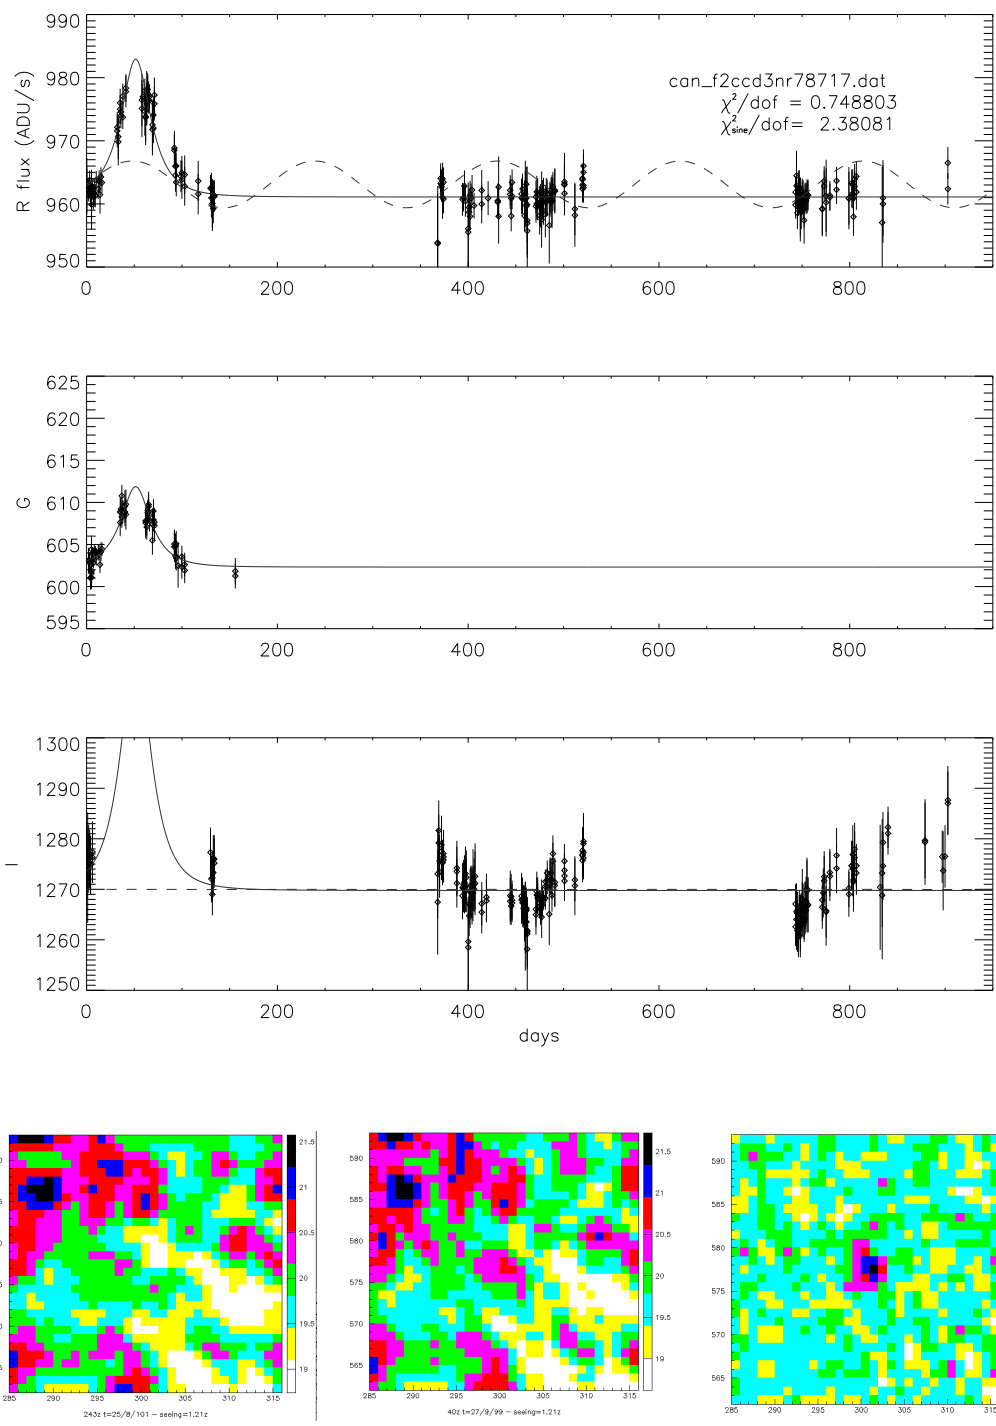 990
980
970
960
950
R flux (ADU/s)
can_f2ccd3nr78717.dat
χ²/dof = 0.748803
χ²sine/dof= 2.38081
0 200 400 600 800
625
620
615
610
605
600
595
G
0 200 400 600 800
1300
1290
1280
1270
1260
1250
I
0 200 400 600 800
days
21.5
21
20.5
20
19.5
19
285 290 295 300 305 310 315
243z t=25/8/101 - seeing=1.21z
590
585
580
575
570
565
21.5
21
20.5
20
19.5
19
285 290 295 300 305 310 315
40z t=27/9/99 - seeing=1.21z
590
585
580
575
570
565
285 290 295 300 305 310 315